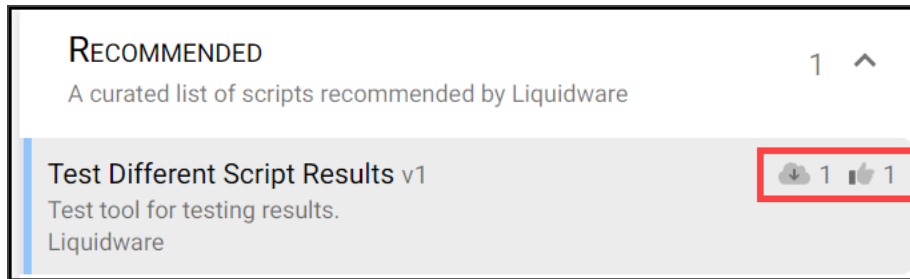 RECOMMENDED 1
A curated list of scripts recommended by Liquidware
Test Different Script Results v1 1 1
Test tool for testing results.
Liquidware